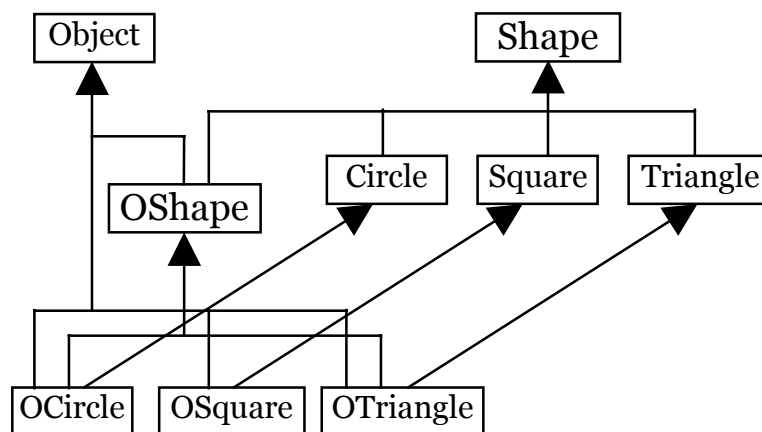 Object
Shape
Circle
Square
Triangle
OShape
OCircle
OSquare
OTriangle